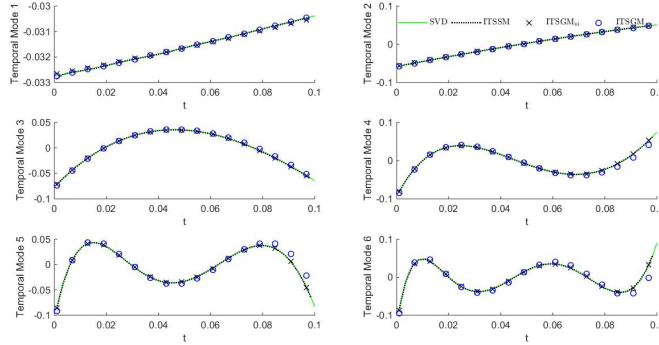 -0.03
-0.031
-0.032
-0.033
0 0.02 0.04 0.06 0.08 0.1
t
Temporal Mode 1
0.1
0
-0.1
0 0.02 0.04 0.06 0.08 0.1
t
Temporal Mode 2
SVD ITSSM ITSGM_ni ITSGM
0.05
0
-0.05
-0.1
0 0.02 0.04 0.06 0.08 0.1
t
Temporal Mode 3
0.1
0
-0.1
0 0.02 0.04 0.06 0.08 0.1
t
Temporal Mode 4
0.05
0
-0.05
-0.1
0 0.02 0.04 0.06 0.08 0.1
t
Temporal Mode 5
0.1
0
-0.1
0 0.02 0.04 0.06 0.08 0.1
t
Temporal Mode 6